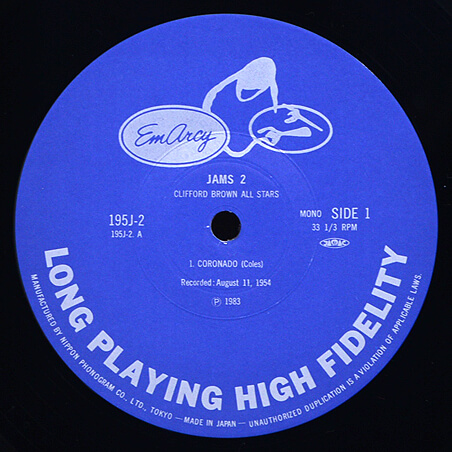 EmArcy
JAMS 2
CLIFFORD BROWN ALL STARS
195J-2
195J-2. A
MONO SIDE 1
33 1/3 RPM
1. CORONADO (Coles)
Recorded: August 11, 1954
Ⓟ 1983
LONG PLAYING HIGH FIDELITY
MANUFACTURED BY NIPPON PHONOGRAM CO., LTD., TOKYO — MADE IN JAPAN — UNAUTHORIZED DUPLICATION IS A VIOLATION OF APPLICABLE LAWS.